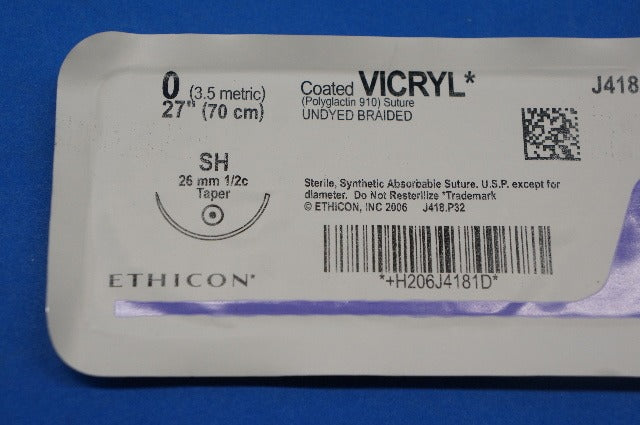 0 (3.5 metric)
27" (70 cm)
Coated VICRYL*
(Polyglactin 910) Suture
UNDYED BRAIDED
J418
SH
26 mm 1/2c
Taper
Sterile, Synthetic Absorbable Suture. U.S.P. except for
diameter. Do Not Resterilize *Trademark
© ETHICON, INC 2006 J418.P32
*+H206J4181D*
ETHICON*